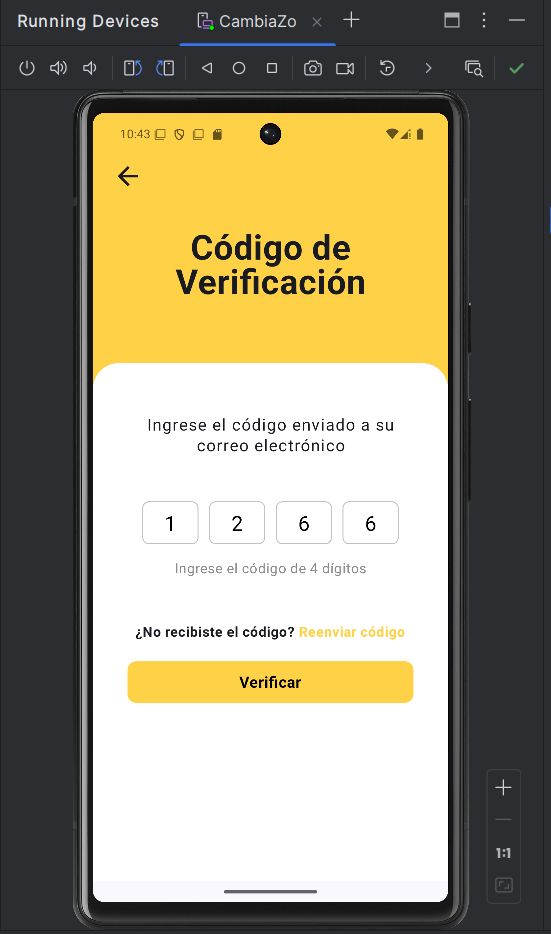 Running Devices
CambiaZo
10:43
Código de
Verificación
Ingrese el código enviado a su
correo electrónico
1 2 6 6
Ingrese el código de 4 dígitos
¿No recibiste el código? Reenviar código
Verificar
1:1